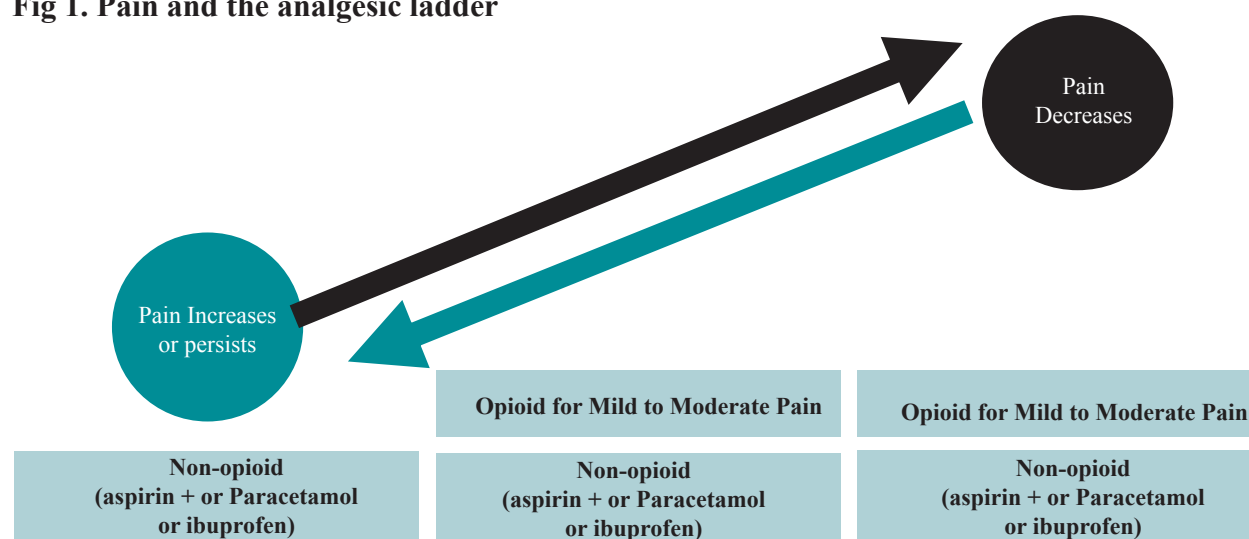 Fig 1. Pain and the analgesic ladder
Pain
Decreases
Pain Increases
or persists
Opioid for Mild to Moderate Pain
Opioid for Mild to Moderate Pain
Non-opioid
(aspirin + or Paracetamol
or ibuprofen)
Non-opioid
(aspirin + or Paracetamol
or ibuprofen)
Non-opioid
(aspirin + or Paracetamol
or ibuprofen)